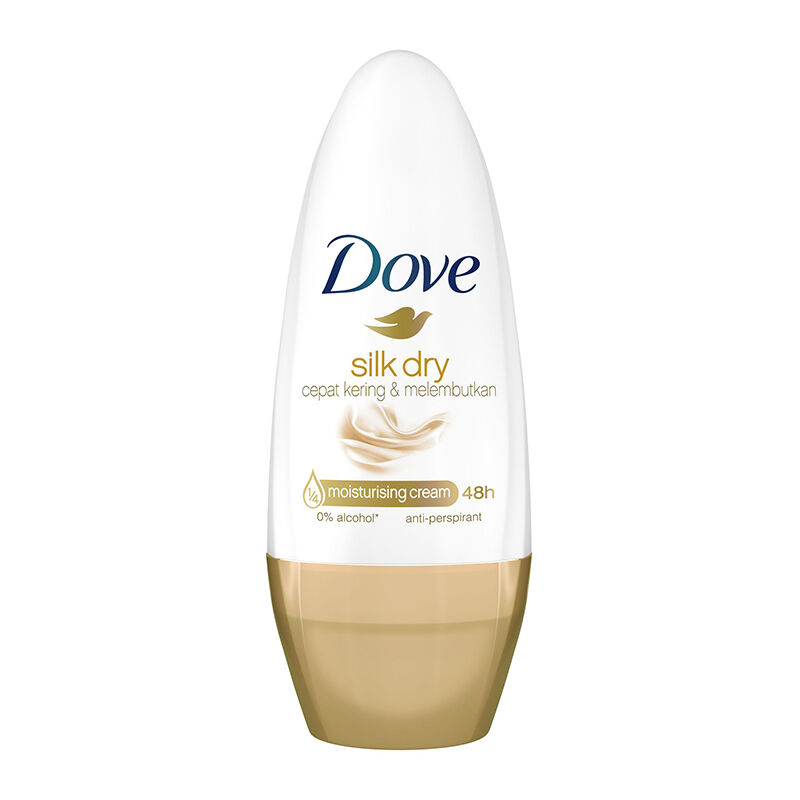 Dove
silk dry
cepat kering & melembutkan
1/4 moisturising cream 48h
0% alcohol* anti-perspirant